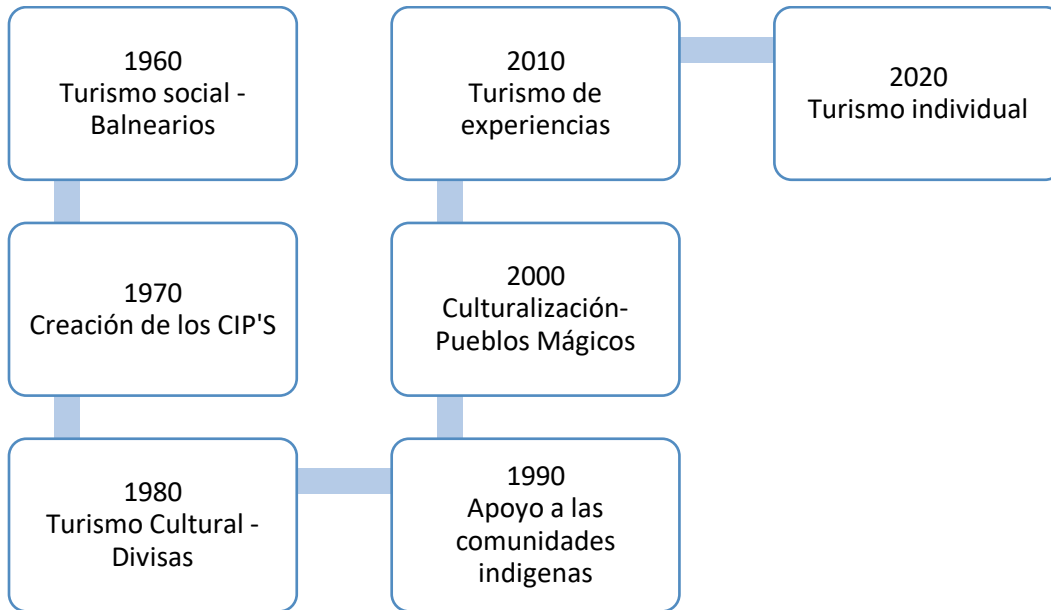 1960
Turismo social -
Balnearios
1970
Creación de los CIP'S
1980
Turismo Cultural -
Divisas
1990
Apoyo a las
comunidades
indigenas
2000
Culturalización-
Pueblos Mágicos
2010
Turismo de
experiencias
2020
Turismo individual